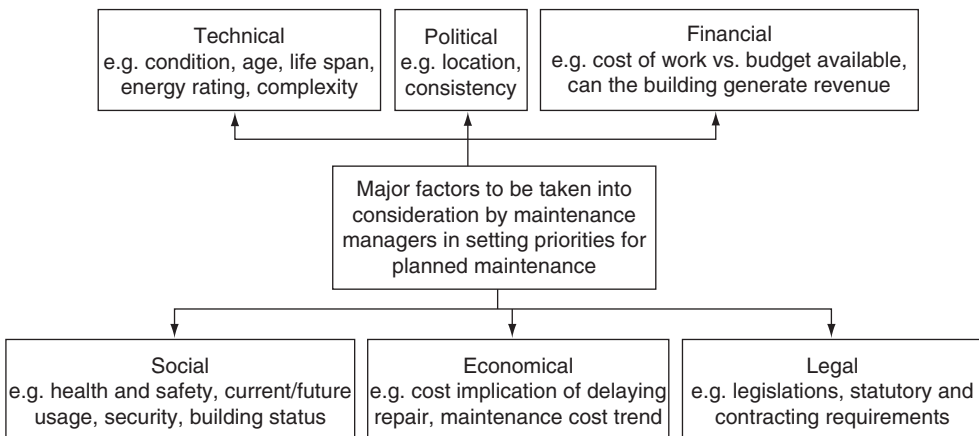 Technical
e.g. condition, age, life span,
energy rating, complexity
Political
e.g. location,
consistency
Financial
e.g. cost of work vs. budget available,
can the building generate revenue
Major factors to be taken into
consideration by maintenance
managers in setting priorities for
planned maintenance
Social
e.g. health and safety, current/future
usage, security, building status
Economical
e.g. cost implication of delaying
repair, maintenance cost trend
Legal
e.g. legislations, statutory and
contracting requirements